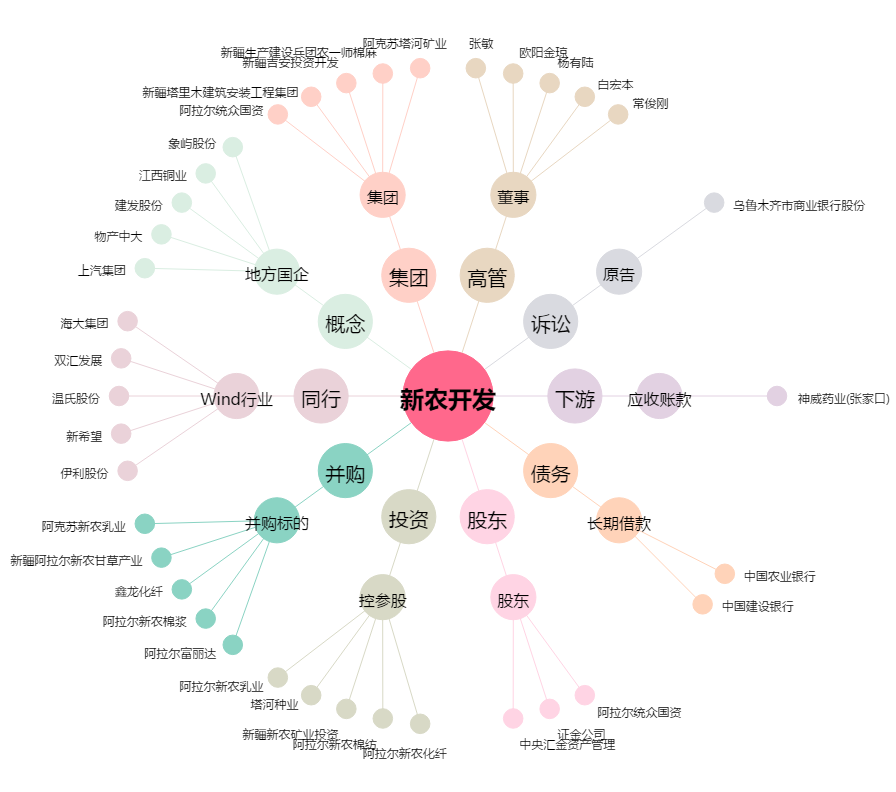 阿克苏塔河矿业
张敏
新疆生产建设兵团农一师棉麻
欧阳金琼
新疆吉安投资开发
杨有陆
新疆塔里木建筑安装工程集团
白宏本
阿拉尔统众国资
常俊刚
象屿股份
江西铜业
集团
董事
建发股份
乌鲁木齐市商业银行股份
物产中大
上汽集团
地方国企
集团
高管
原告
海大集团
概念
诉讼
双汇发展
温氏股份
Wind行业
同行
新农开发
下游
应收账款
神威药业(张家口)
新希望
伊利股份
并购
债务
阿克苏新农乳业
并购标的
投资
股东
长期借款
新疆阿拉尔新农甘草产业
中国农业银行
鑫龙化纤
控参股
股东
中国建设银行
阿拉尔新农棉浆
阿拉尔富丽达
阿拉尔新农乳业
塔河种业
阿拉尔统众国资
新疆新农矿业投资
证金公司
阿拉尔新农棉纺
中央汇金资产管理
阿拉尔新农化纤